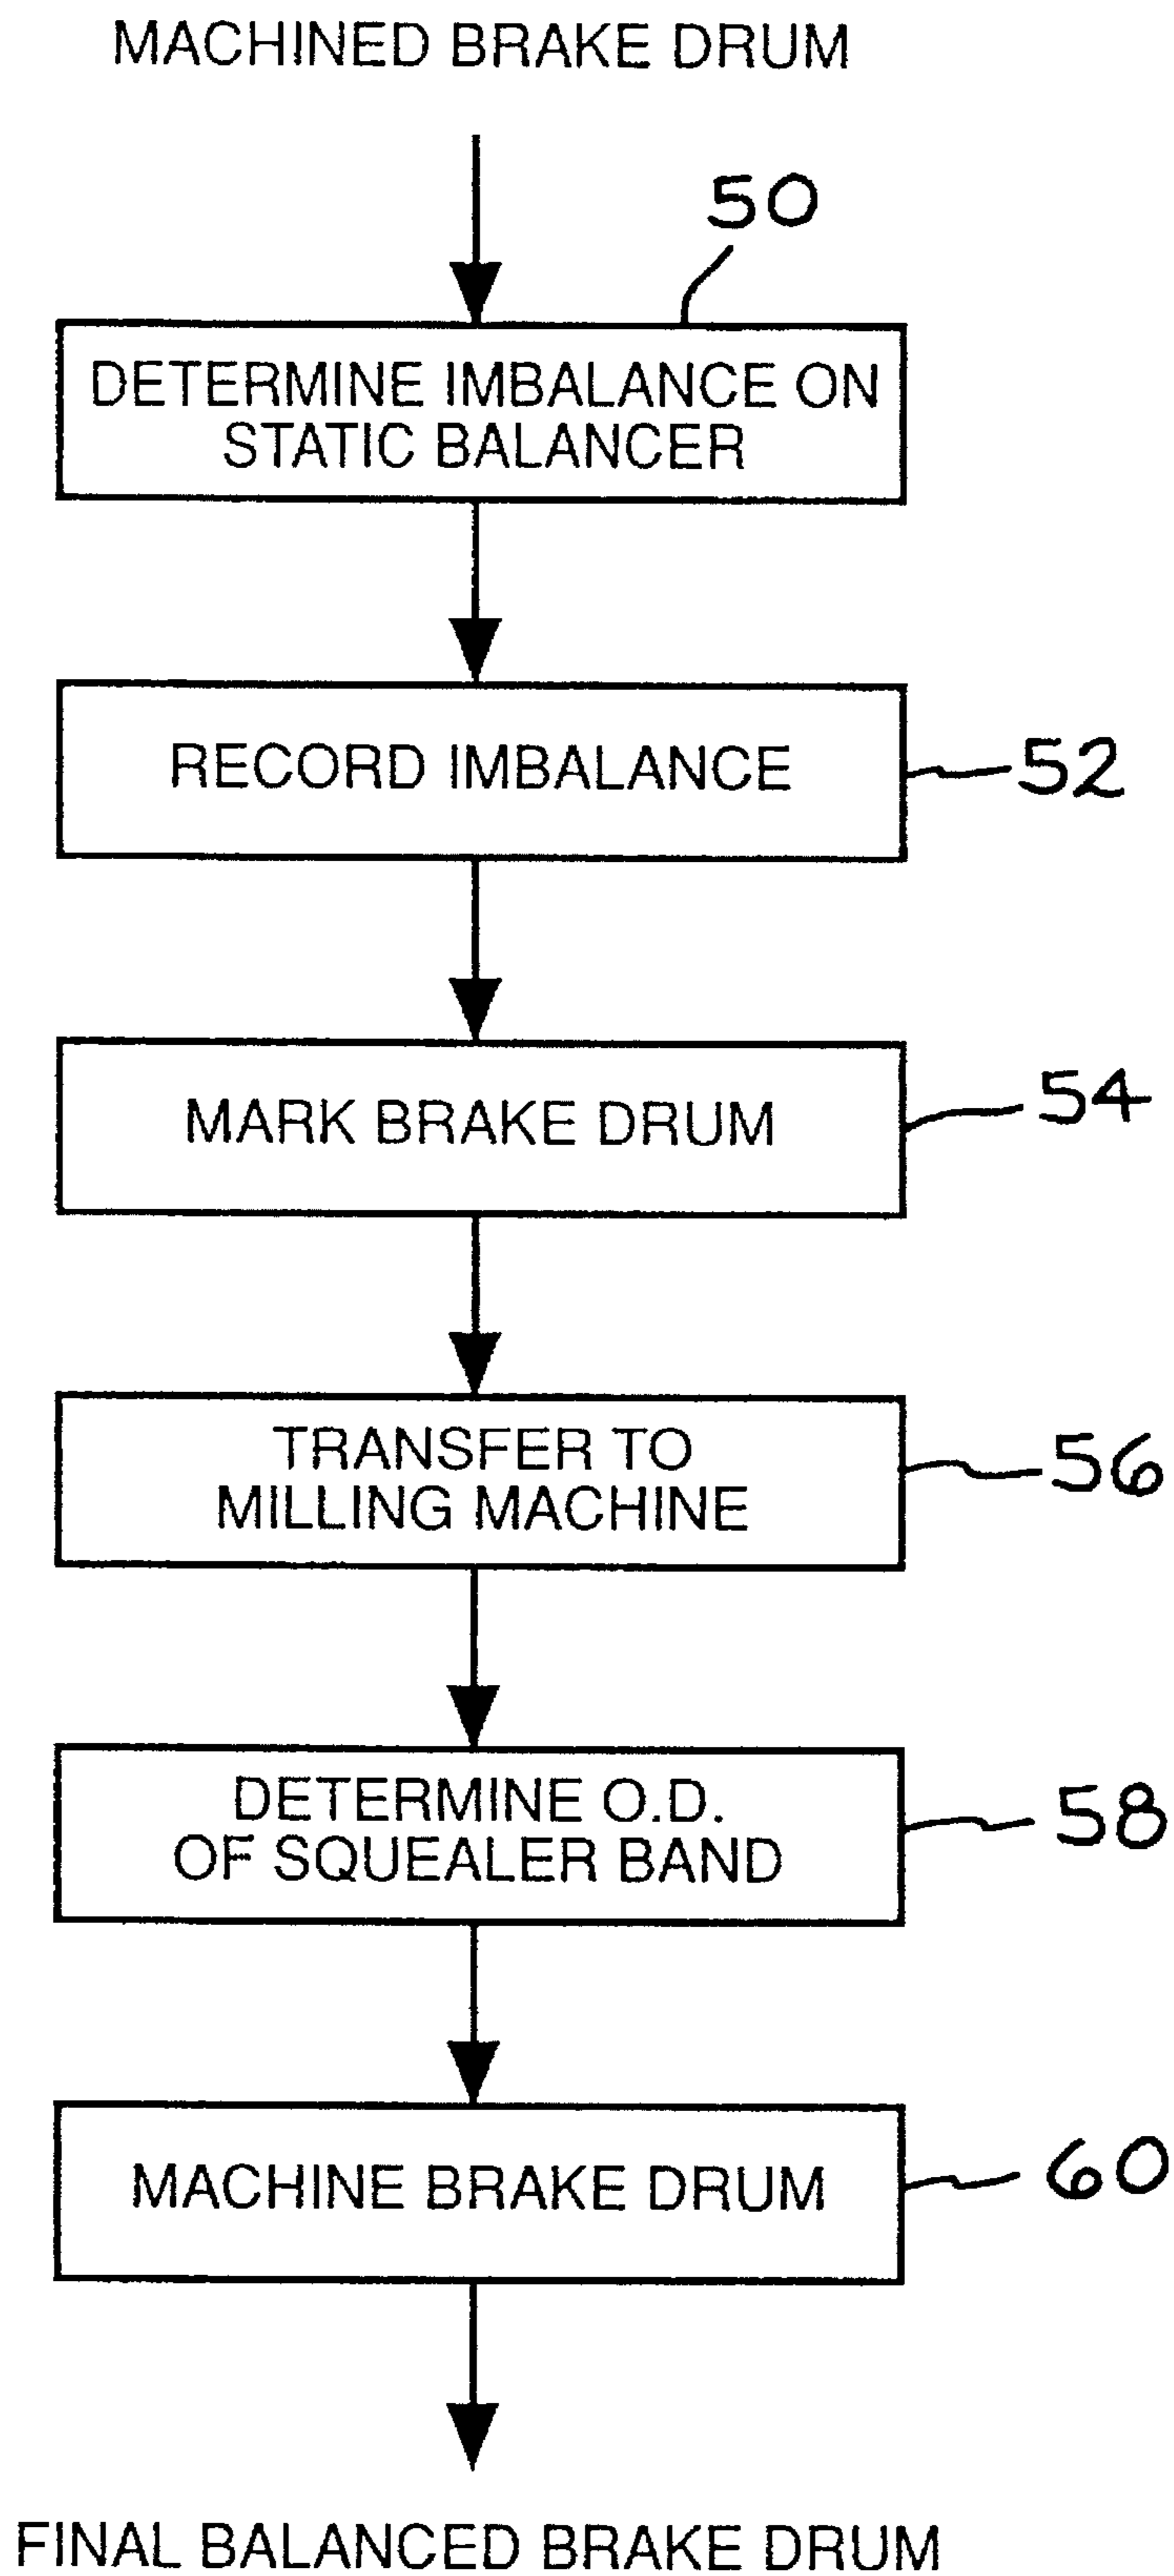 MACHINED BRAKE DRUM
50
DETERMINE IMBALANCE ON
STATIC BALANCER
RECORD IMBALANCE
52
MARK BRAKE DRUM
54
TRANSFER TO
MILLING MACHINE
56
DETERMINE O.D.
OF SQUEALER BAND
58
MACHINE BRAKE DRUM
60
FINAL BALANCED BRAKE DRUM